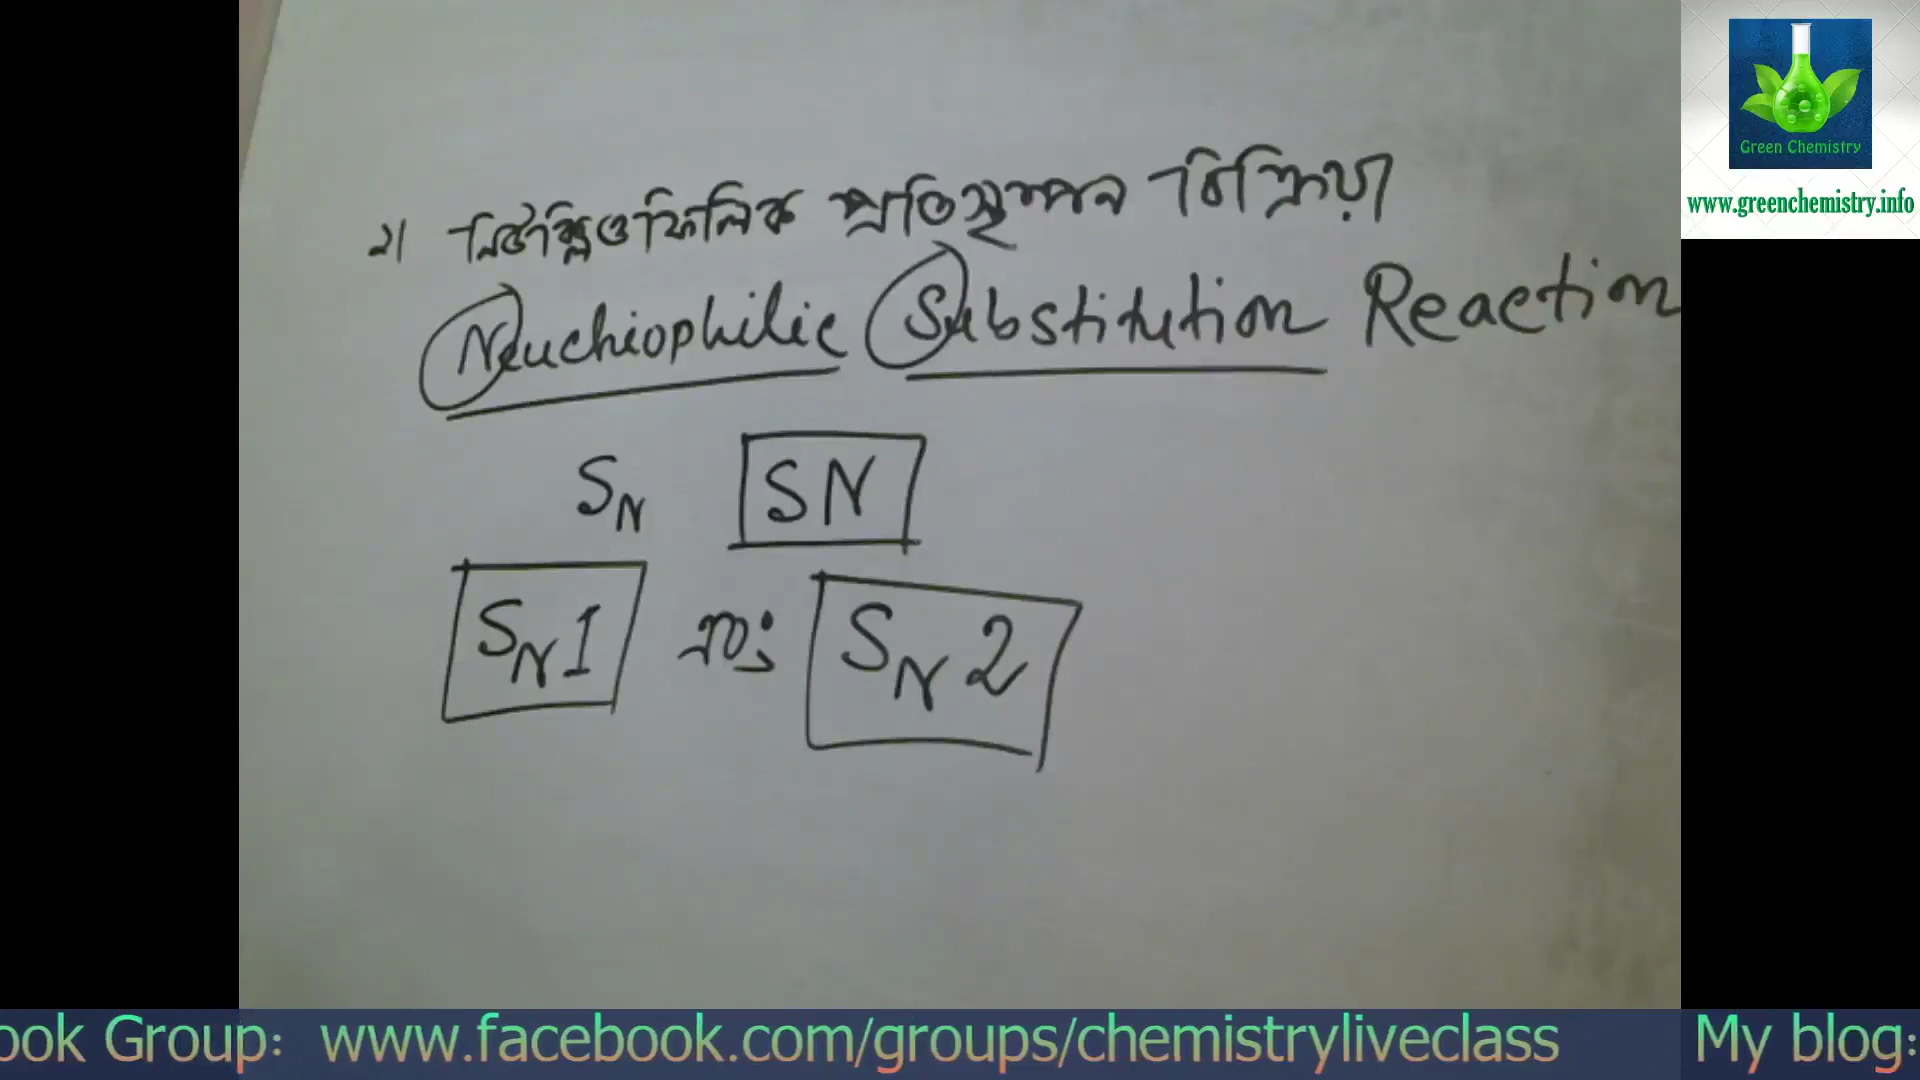 ২। নিউক্লিওফিলিক প্রতিস্থাপন বিক্রিয়া
Neuchiophilic Substitution Reaction
SN SN
SN1 এবং SN2
Green Chemistry
www.greenchemistry.info
ook Group: www.facebook.com/groups/chemistryliveclass My blog: